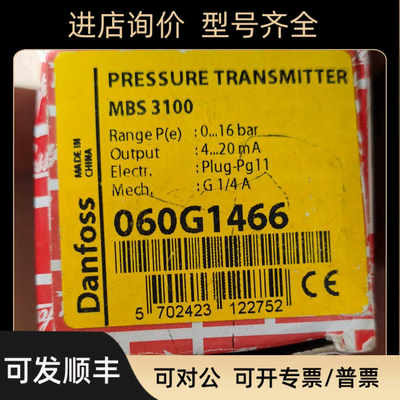 进店询价 型号齐全
PRESSURE TRANSMITTER
MBS 3100
Range P(e) : 0...16 bar
Output : 4...20 mA
Electr. : Plug-Pg11
Mech. : G 1/4 A
060G1466
Danfoss
MADE IN
CHINA
5 702423 122752
CE
可发顺丰
可对公 可开专票/普票